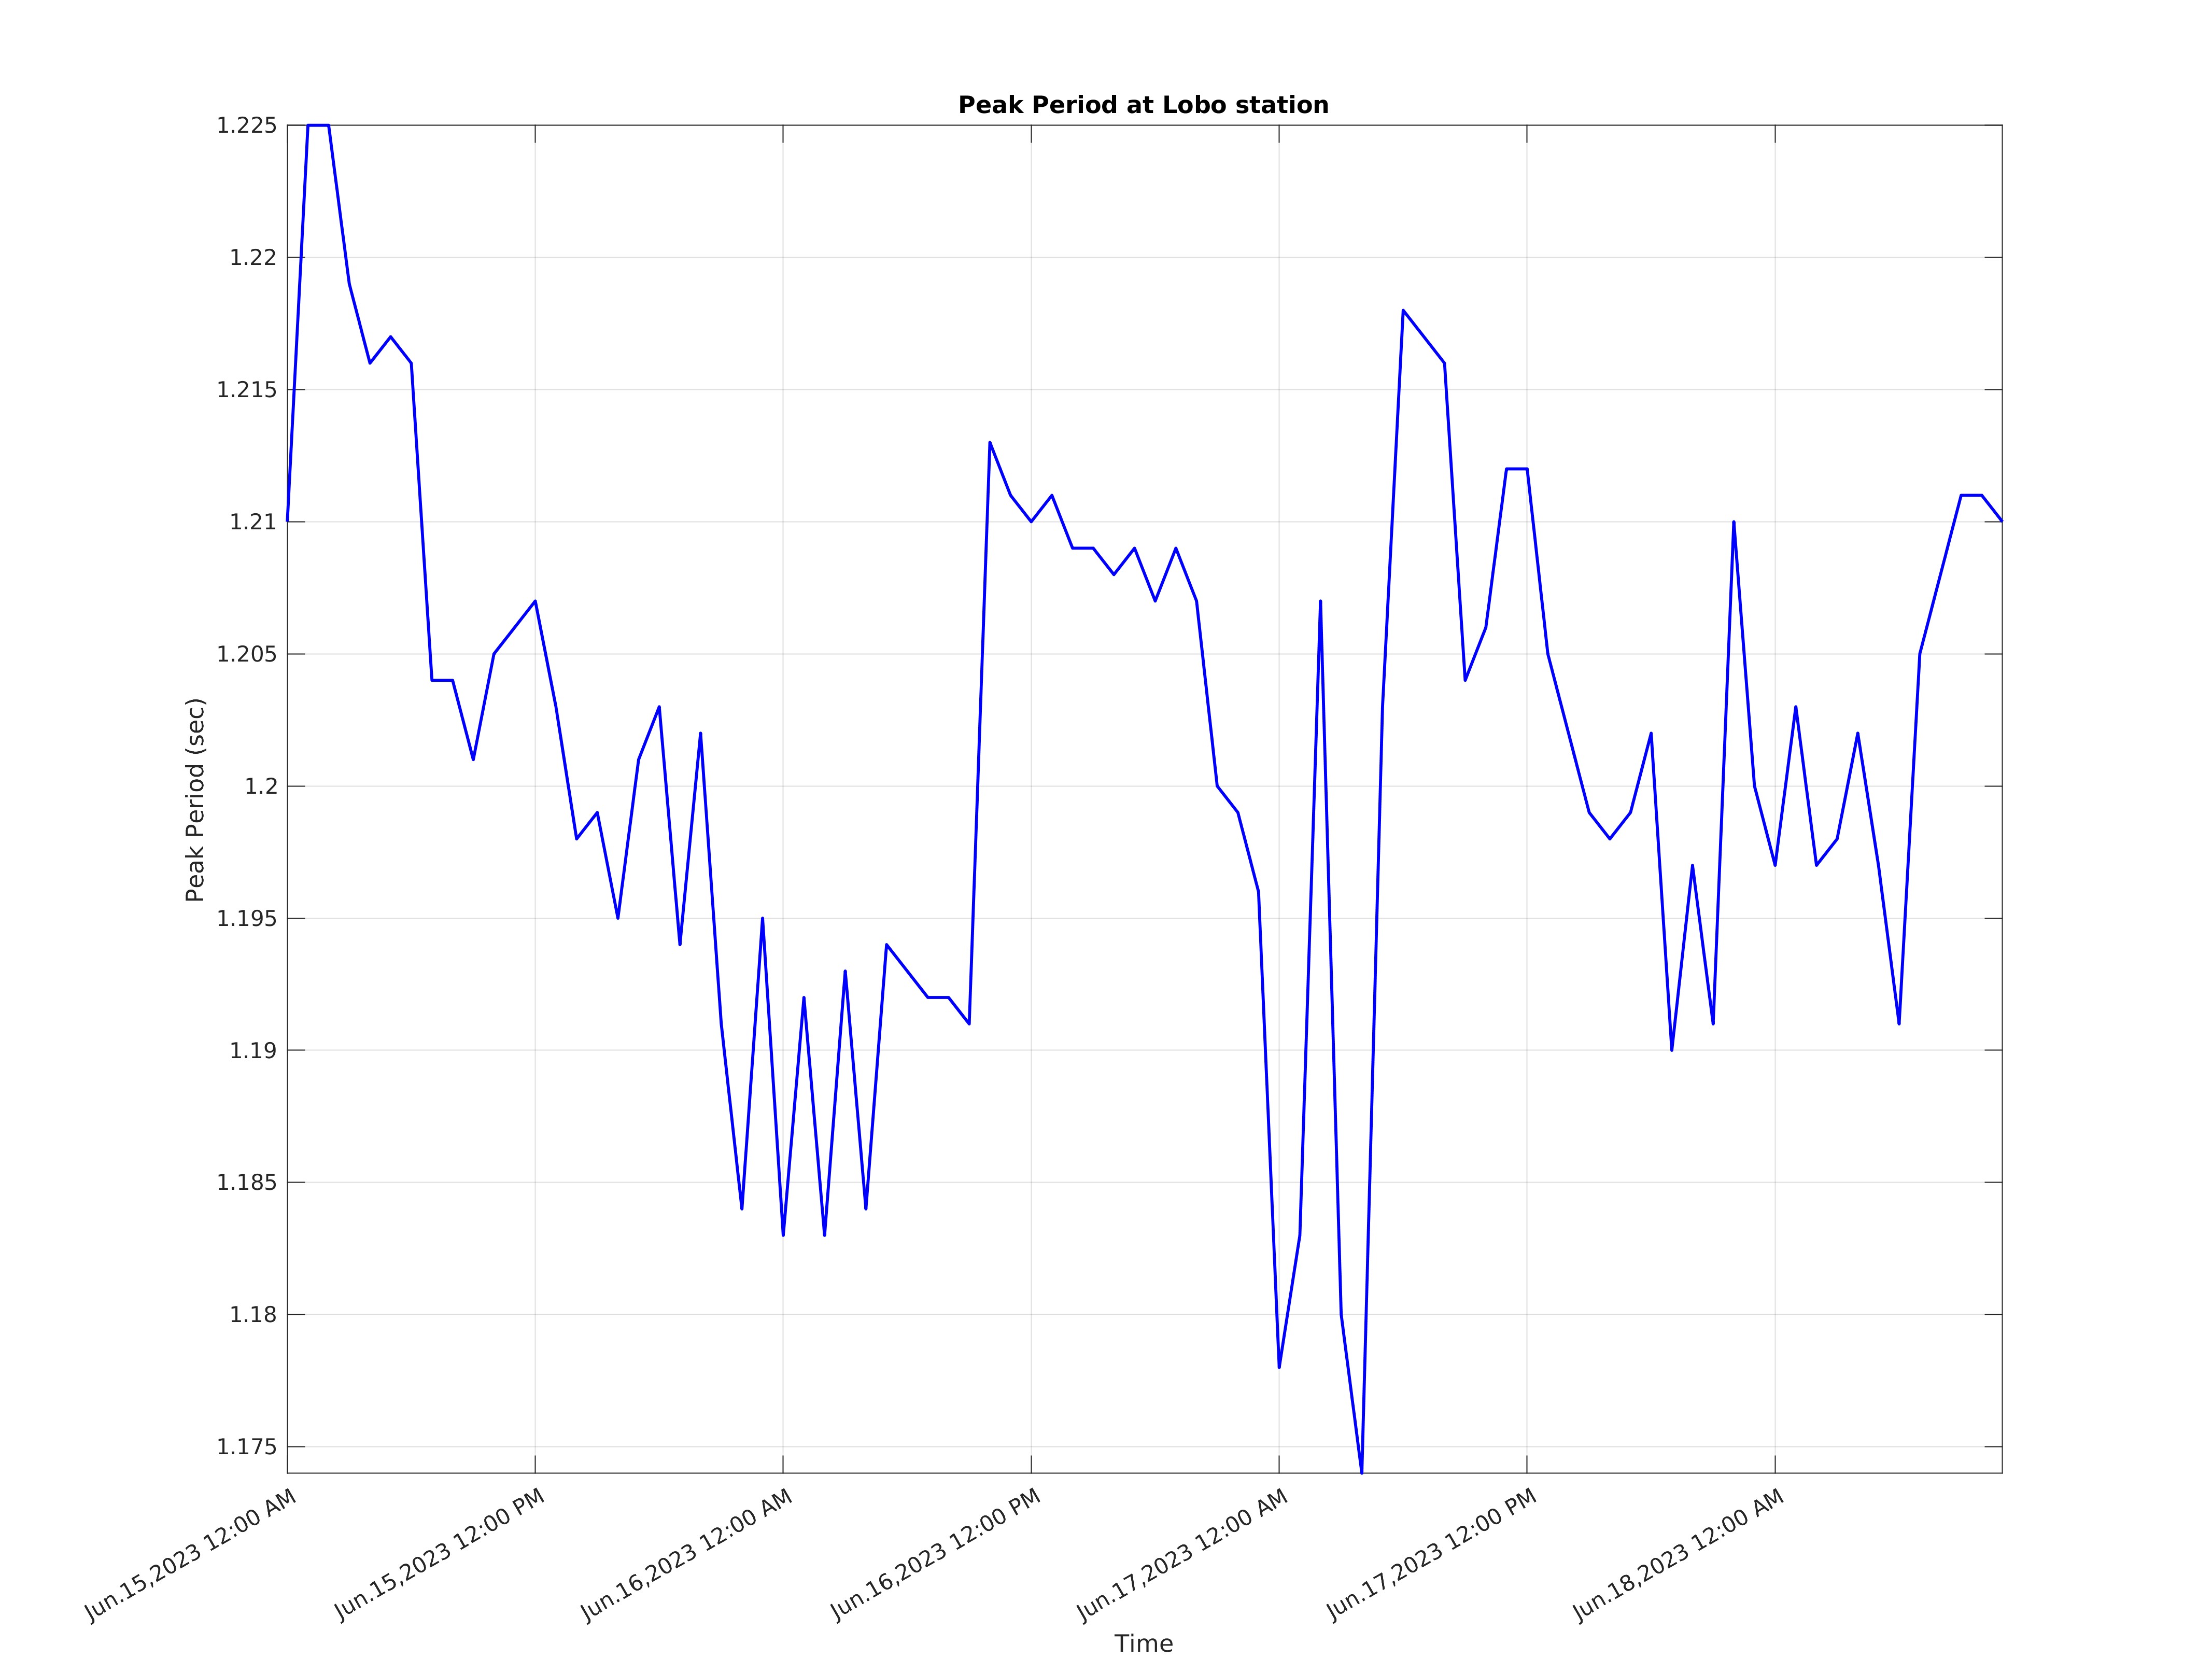 Peak Period at Lobo station
1.225
1.22
1.215
1.21
1.205
1.2
1.195
1.19
1.185
1.18
1.175
Peak Period (sec)
Jun.15,2023 12:00 AM
Jun.15,2023 12:00 PM
Jun.16,2023 12:00 AM
Jun.16,2023 12:00 PM
Jun.17,2023 12:00 AM
Jun.17,2023 12:00 PM
Jun.18,2023 12:00 AM
Time